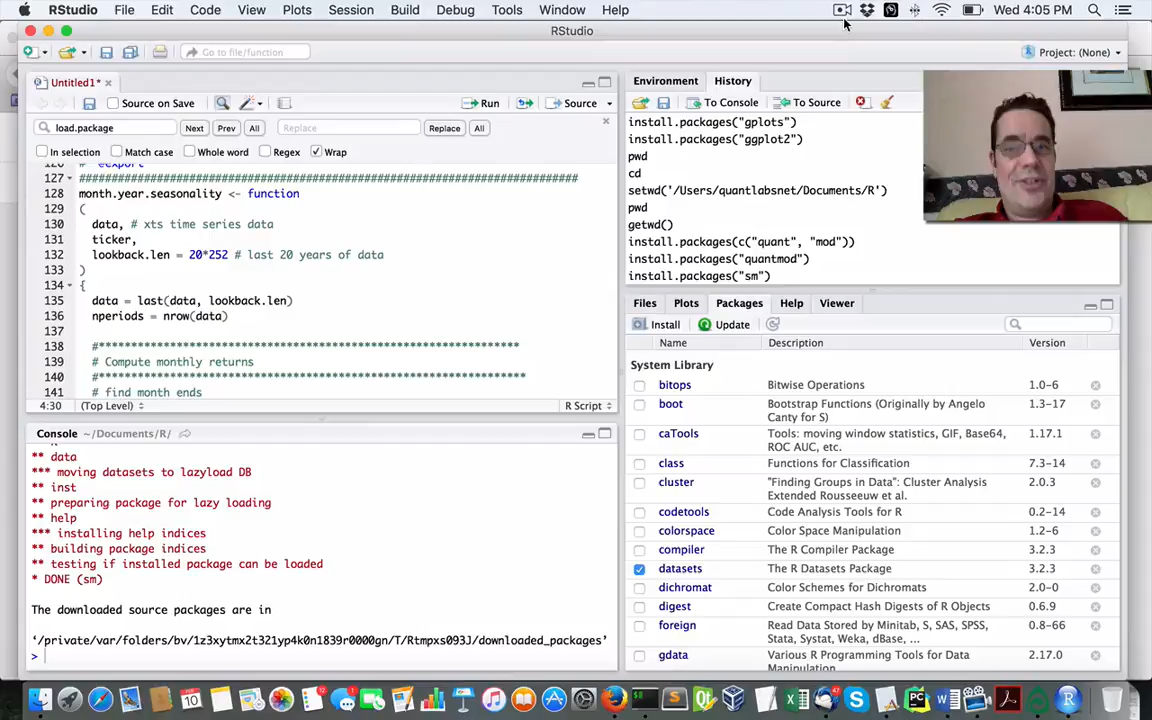 RStudio File Edit Code View Plots Session Build Debug Tools Window Help Wed 4:05 PM
RStudio
Go to file/function Project: (None)
Untitled1*
Source on Save Run Source
load.package Next Prev All Replace Replace All
In selection Match case Whole word Regex Wrap
126 #' @export
127 #############################################################################
128 month.year.seasonality <- function
129 (
130 data, # xts time series data
131 ticker,
132 lookback.len = 20*252 # last 20 years of data
133 )
134 {
135 data = last(data, lookback.len)
136 nperiods = nrow(data)
137
138 #*****************************************************************
139 # Compute monthly returns
140 #******************************************************************
141 # find month ends
4:30 (Top Level) R Script
Console ~/Documents/R/
** R
** data
*** moving datasets to lazyload DB
** inst
** preparing package for lazy loading
** help
*** installing help indices
** building package indices
** testing if installed package can be loaded
* DONE (sm)
The downloaded source packages are in
‘/private/var/folders/bv/1z3xytmx2t321yp4k0n1839r0000gn/T/Rtmpxs093J/downloaded_packages’
>
Environment History
To Console To Source
install.packages("gplots")
install.packages("ggplot2")
pwd
cd
setwd('/Users/quantlabsnet/Documents/R')
pwd
getwd()
install.packages(c("quant", "mod"))
install.packages("quantmod")
install.packages("sm")
Files Plots Packages Help Viewer
Install Update
Name Description Version
System Library
bitops Bitwise Operations 1.0-6
boot Bootstrap Functions (Originally by Angelo 1.3-17
Canty for S)
caTools Tools: moving window statistics, GIF, Base64, 1.17.1
ROC AUC, etc.
class Functions for Classification 7.3-14
cluster "Finding Groups in Data": Cluster Analysis 2.0.3
Extended Rousseeuw et al.
codetools Code Analysis Tools for R 0.2-14
colorspace Color Space Manipulation 1.2-6
compiler The R Compiler Package 3.2.3
datasets The R Datasets Package 3.2.3
dichromat Color Schemes for Dichromats 2.0-0
digest Create Compact Hash Digests of R Objects 0.6.9
foreign Read Data Stored by Minitab, S, SAS, SPSS, 0.8-66
Stata, Systat, Weka, dBase, ...
gdata Various R Programming Tools for Data 2.17.0
Manipulation